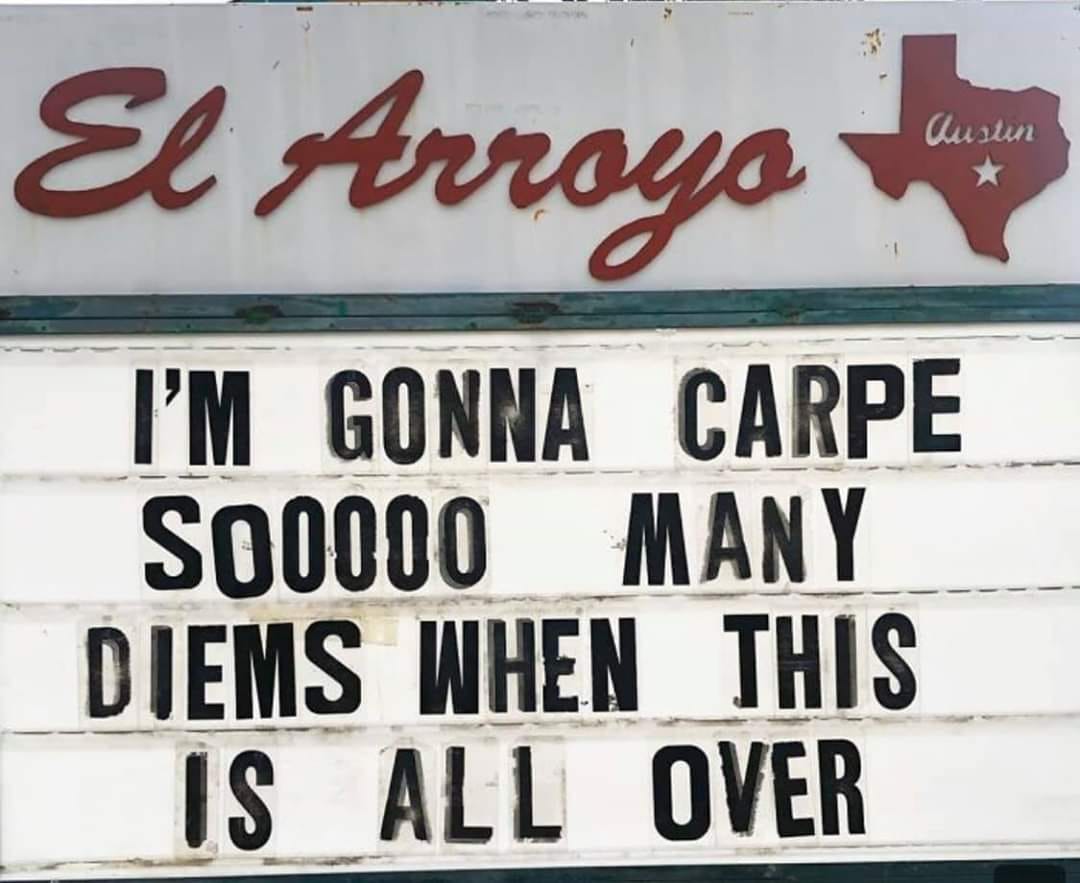 El Arroyo
Austin
I'M GONNA CARPE
SOOOOO MANY
DIEMS WHEN THIS
IS ALL OVER